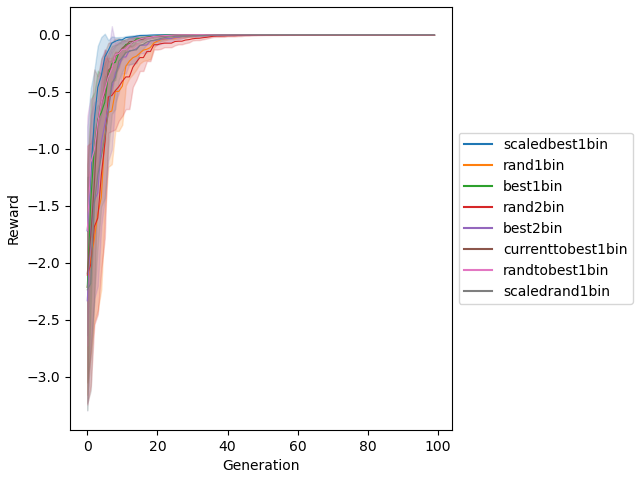 0.0
−0.5
−1.0
−1.5
−2.0
−2.5
−3.0
Reward
0 20 40 60 80 100
Generation
scaledbest1bin
rand1bin
best1bin
rand2bin
best2bin
currenttobest1bin
randtobest1bin
scaledrand1bin